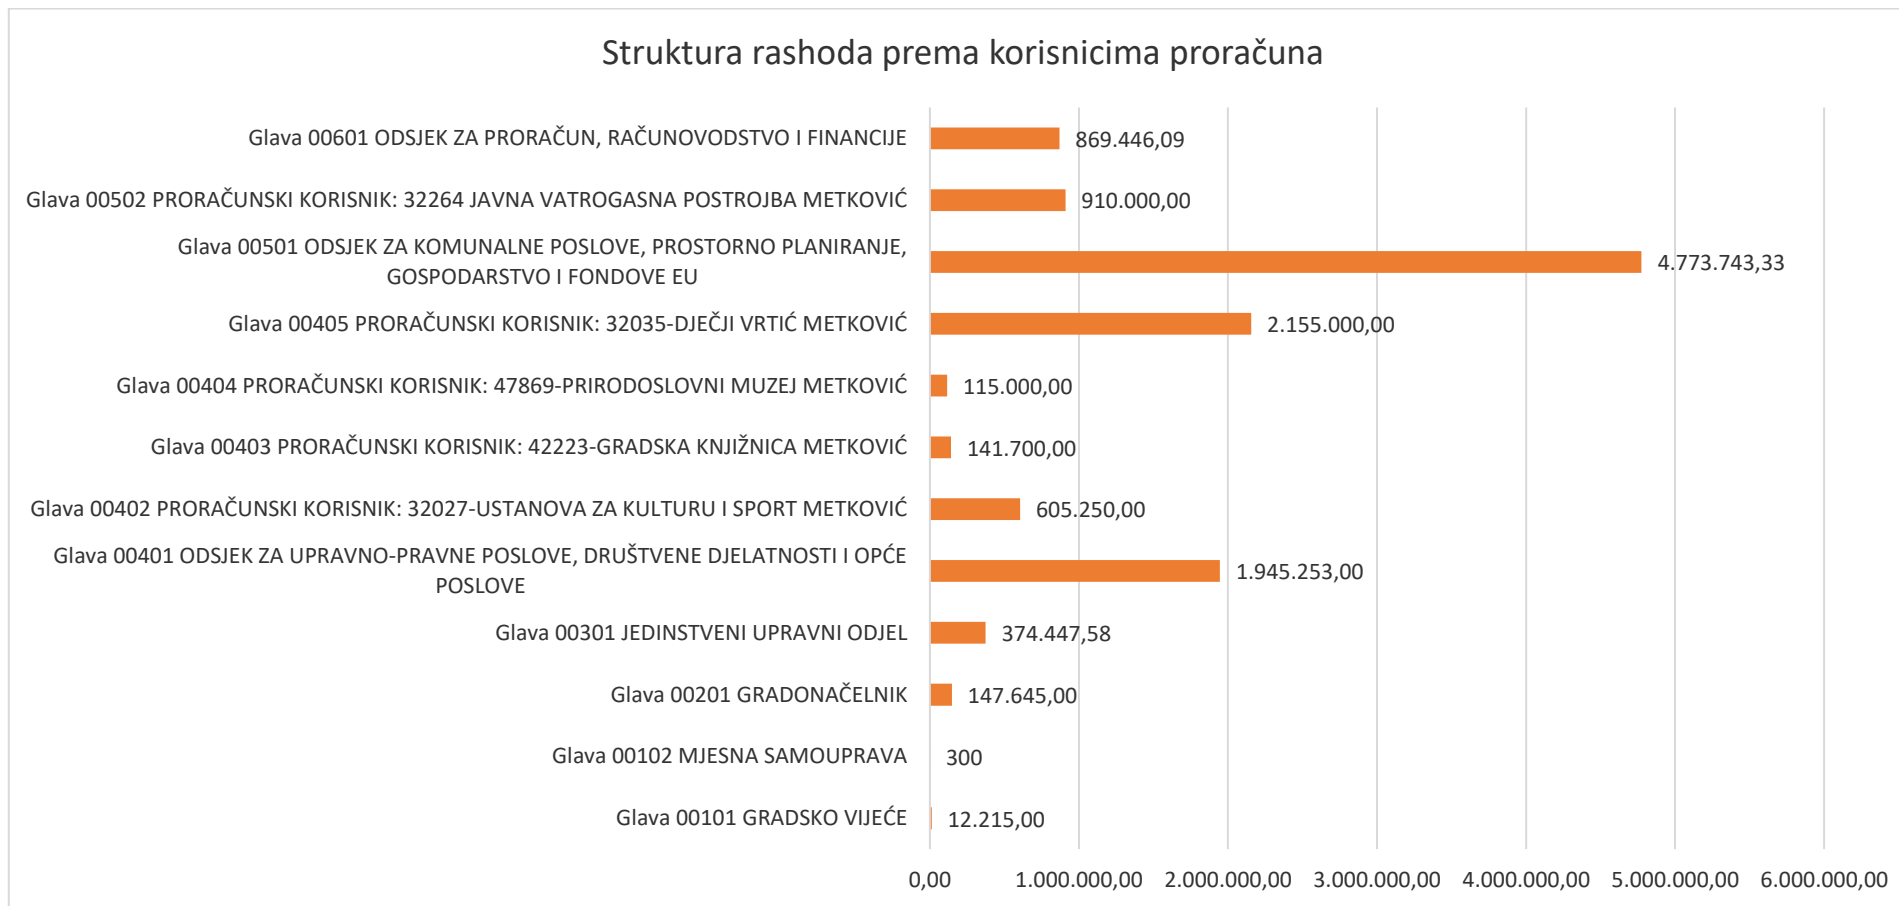 Struktura rashoda prema korisnicima proračuna
Glava 00601 ODSJEK ZA PRORAČUN, RAČUNOVODSTVO I FINANCIJE
869.446,09
Glava 00502 PRORAČUNSKI KORISNIK: 32264 JAVNA VATROGASNA POSTROJBA METKOVIĆ
910.000,00
Glava 00501 ODSJEK ZA KOMUNALNE POSLOVE, PROSTORNO PLANIRANJE,
GOSPODARSTVO I FONDOVE EU
4.773.743,33
Glava 00405 PRORAČUNSKI KORISNIK: 32035-DJEČJI VRTIĆ METKOVIĆ
2.155.000,00
Glava 00404 PRORAČUNSKI KORISNIK: 47869-PRIRODOSLOVNI MUZEJ METKOVIĆ
115.000,00
Glava 00403 PRORAČUNSKI KORISNIK: 42223-GRADSKA KNJIŽNICA METKOVIĆ
141.700,00
Glava 00402 PRORAČUNSKI KORISNIK: 32027-USTANOVA ZA KULTURU I SPORT METKOVIĆ
605.250,00
Glava 00401 ODSJEK ZA UPRAVNO-PRAVNE POSLOVE, DRUŠTVENE DJELATNOSTI I OPĆE
POSLOVE
1.945.253,00
Glava 00301 JEDINSTVENI UPRAVNI ODJEL
374.447,58
Glava 00201 GRADONAČELNIK
147.645,00
Glava 00102 MJESNA SAMOUPRAVA
300
Glava 00101 GRADSKO VIJEĆE
12.215,00
0,00 1.000.000,00 2.000.000,00 3.000.000,00 4.000.000,00 5.000.000,00 6.000.000,00